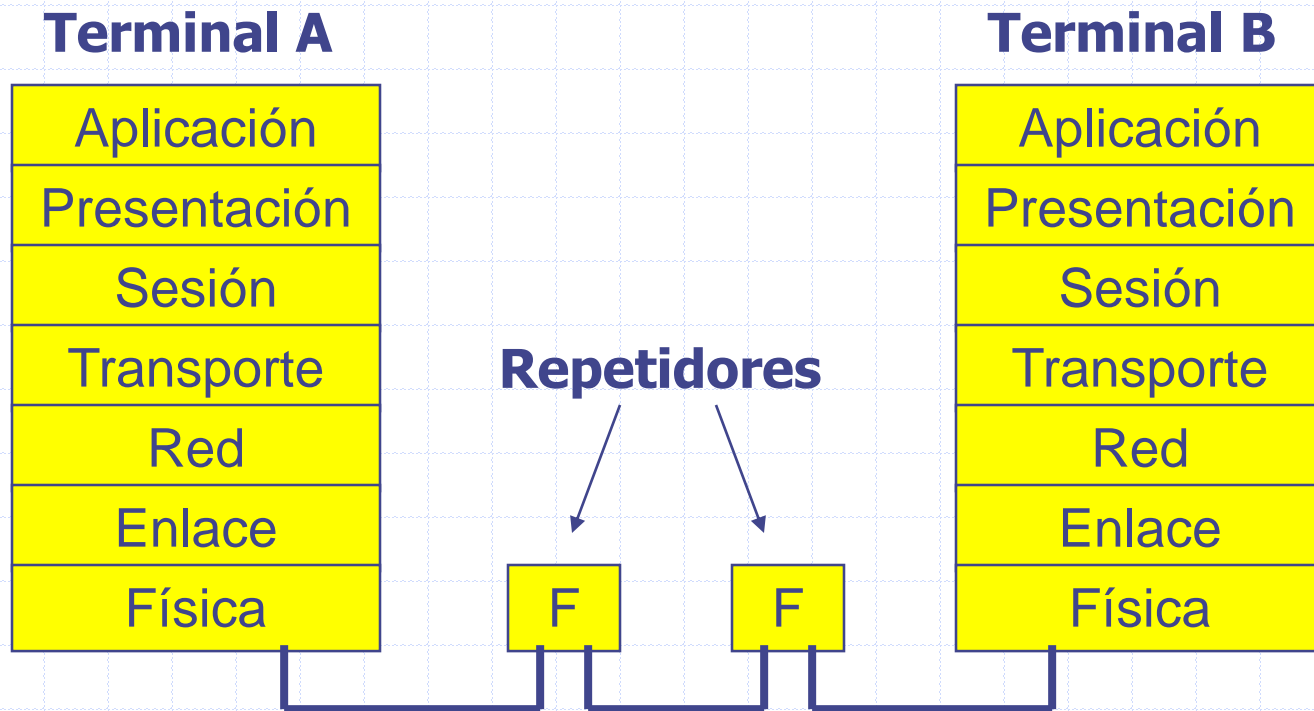 Terminal A
Aplicación
Presentación
Sesión
Transporte
Red
Enlace
Física
Repetidores
F
F
Terminal B
Aplicación
Presentación
Sesión
Transporte
Red
Enlace
Física